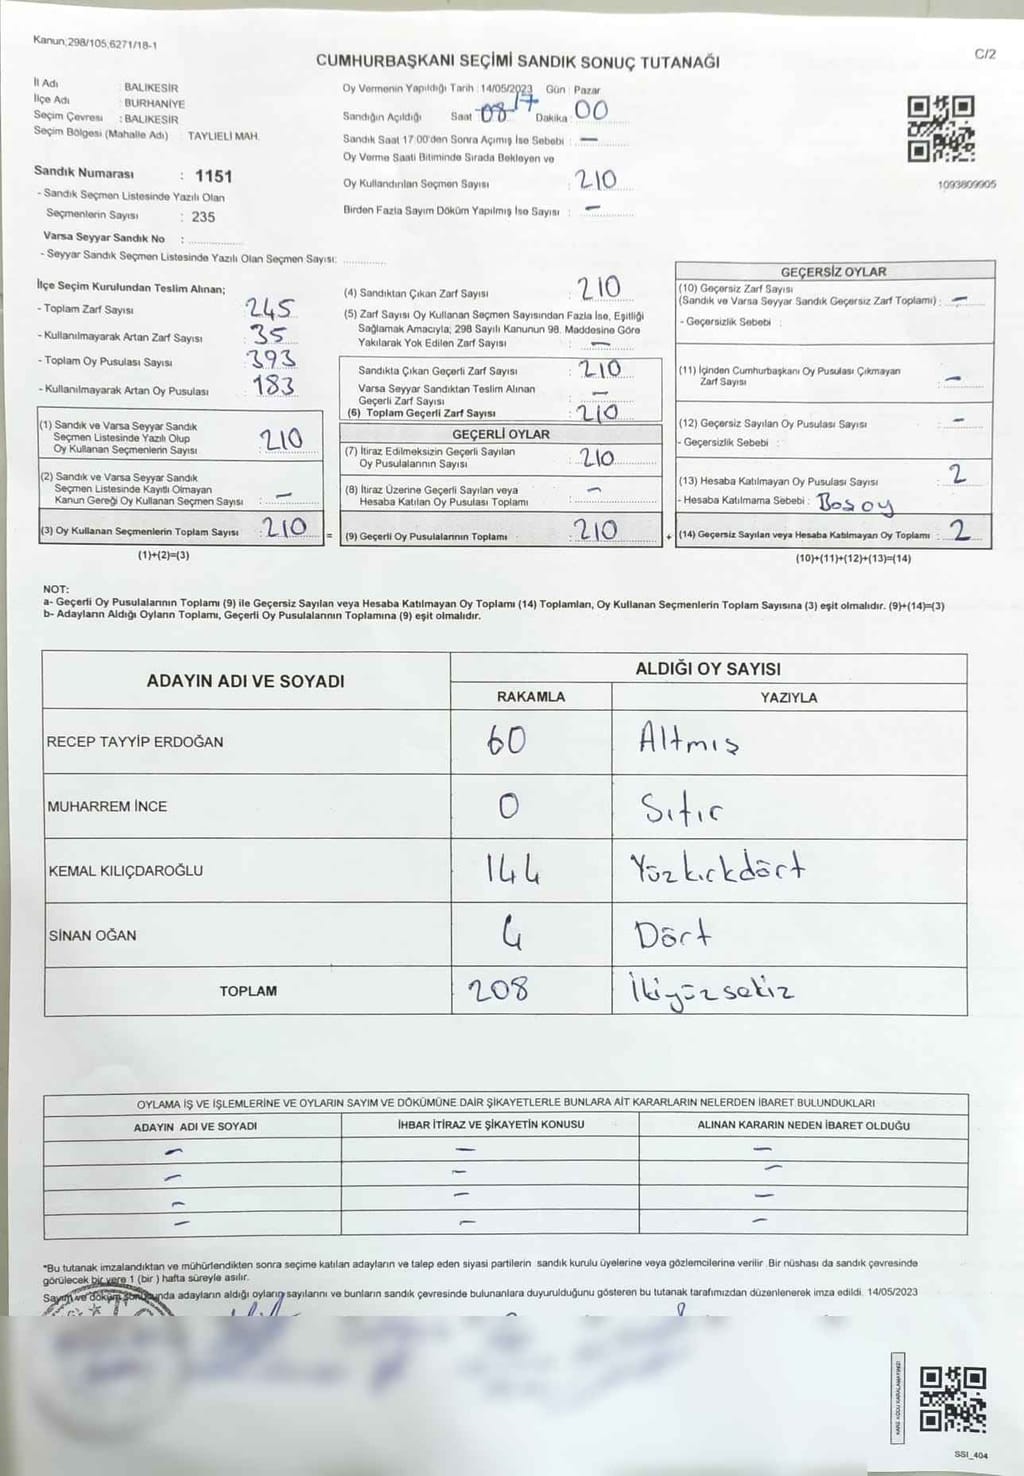 Kanun;298/105;6271/18-1
C/2
CUMHURBAŞKANI SEÇİMİ SANDIK SONUÇ TUTANAĞI
İl Adı : BALIKESİR
İlçe Adı : BURHANİYE
Seçim Çevresi : BALIKESİR
Seçim Bölgesi (Mahalle Adı) : TAYLIELİ MAH.
Sandık Numarası : 1151
- Sandık Seçmen Listesinde Yazılı Olan
Seçmenlerin Sayısı : 235
Varsa Seyyar Sandık No :
- Seyyar Sandık Seçmen Listesinde Yazılı Olan Seçmen Sayısı:
Oy Vermenin Yapıldığı Tarih : 14/05/2023 Gün : Pazar
Sandığın Açıldığı Saat 08 17 Dakika : 00
Sandık Saat 17:00'den Sonra Açımış İse Sebebi : –
Oy Verme Saati Bitiminde Sırada Bekleyen ve
Oy Kullandırılan Seçmen Sayısı : 210
Birden Fazla Sayım Döküm Yapılmış İse Sayısı : –
1093809905
İlçe Seçim Kurulundan Teslim Alınan;
- Toplam Zarf Sayısı : 245
- Kullanılmayarak Artan Zarf Sayısı : 35
- Toplam Oy Pusulası Sayısı : 393
- Kullanılmayarak Artan Oy Pusulası : 183
(1) Sandık ve Varsa Seyyar Sandık
Seçmen Listesinde Yazılı Olup
Oy Kullanan Seçmenlerin Sayısı : 210
(2) Sandık ve Varsa Seyyar Sandık
Seçmen Listesinde Kayıtlı Olmayan
Kanun Gereği Oy Kullanan Seçmen Sayısı : –
(3) Oy Kullanan Seçmenlerin Toplam Sayısı : 210
(1)+(2)=(3)
(4) Sandıktan Çıkan Zarf Sayısı : 210
(5) Zarf Sayısı Oy Kullanan Seçmen Sayısından Fazla İse, Eşitliği
Sağlamak Amacıyla; 298 Sayılı Kanunun 98. Maddesine Göre
Yakılarak Yok Edilen Zarf Sayısı : –
Sandıkta Çıkan Geçerli Zarf Sayısı : 210
Varsa Seyyar Sandıktan Teslim Alınan
Geçerli Zarf Sayısı : –
(6) Toplam Geçerli Zarf Sayısı : 210
GEÇERLİ OYLAR
(7) İtiraz Edilmeksizin Geçerli Sayılan
Oy Pusulalarının Sayısı : 210
(8) İtiraz Üzerine Geçerli Sayılan veya
Hesaba Katılan Oy Pusulası Toplamı : –
= (9) Geçerli Oy Pusulalarının Toplamı : 210
GEÇERSİZ OYLAR
(10) Geçersiz Zarf Sayısı
(Sandık ve Varsa Seyyar Sandık Geçersiz Zarf Toplamı) : –
- Geçersizlik Sebebi :
(11) İçinden Cumhurbaşkanı Oy Pusulası Çıkmayan
Zarf Sayısı : –
(12) Geçersiz Sayılan Oy Pusulası Sayısı : –
- Geçersizlik Sebebi :
(13) Hesaba Katılmayan Oy Pusulası Sayısı : 2
- Hesaba Katılmama Sebebi : Boşoy
+ (14) Geçersiz Sayılan veya Hesaba Katılmayan Oy Toplamı : 2
(10)+(11)+(12)+(13)=(14)
NOT:
a- Geçerli Oy Pusulalarının Toplamı (9) ile Geçersiz Sayılan veya Hesaba Katılmayan Oy Toplamı (14) Toplamları, Oy Kullanan Seçmenlerin Toplam Sayısına (3) eşit olmalıdır. (9)+(14)=(3)
b- Adayların Aldığı Oyların Toplamı, Geçerli Oy Pusulalarının Toplamına (9) eşit olmalıdır.
ADAYIN ADI VE SOYADI
ALDIĞI OY SAYISI
RAKAMLA YAZIYLA
RECEP TAYYİP ERDOĞAN 60 Altmış
MUHARREM İNCE 0 Sıfır
KEMAL KILIÇDAROĞLU 144 Yüzkırkdört
SİNAN OĞAN 4 Dört
TOPLAM 208 İkiyüzsekiz
OYLAMA İŞ VE İŞLEMLERİNE VE OYLARIN SAYIM VE DÖKÜMÜNE DAİR ŞİKAYETLERLE BUNLARA AİT KARARLARIN NELERDEN İBARET BULUNDUKLARI
ADAYIN ADI VE SOYADI İHBAR İTİRAZ VE ŞİKAYETİN KONUSU ALINAN KARARIN NEDEN İBARET OLDUĞU
– – –
– – –
– – –
– – –
*Bu tutanak imzalandıktan ve mühürlendikten sonra seçime katılan adayların ve talep eden siyasi partilerin sandık kurulu üyelerine veya gözlemcilerine verilir. Bir nüshası da sandık çevresinde
görülecek bir yere 1 (bir ) hafta süreyle asılır.
Sayım ve döküm sonucunda adayların aldığı oyların sayılarını ve bunların sandık çevresinde bulunanlara duyurulduğunu gösteren bu tutanak tarafımızdan düzenlenerek imza edildi. 14/05/2023
SSI_404